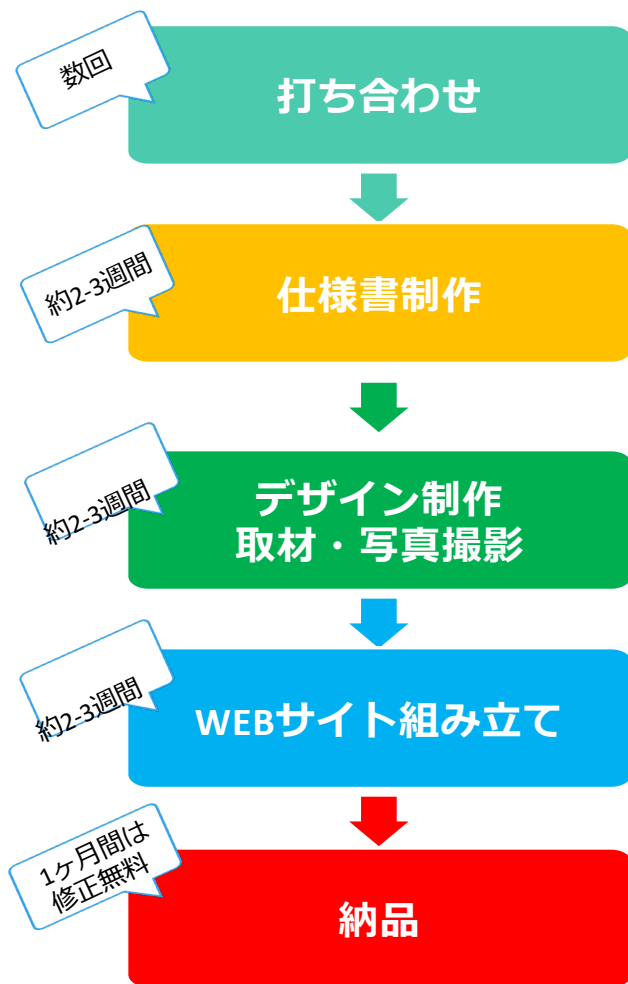 数回
打ち合わせ
約2-3週間
仕様書制作
約2-3週間
デザイン制作
取材・写真撮影
約2-3週間
WEBサイト組み立て
1ヶ月間は
修正無料
納品